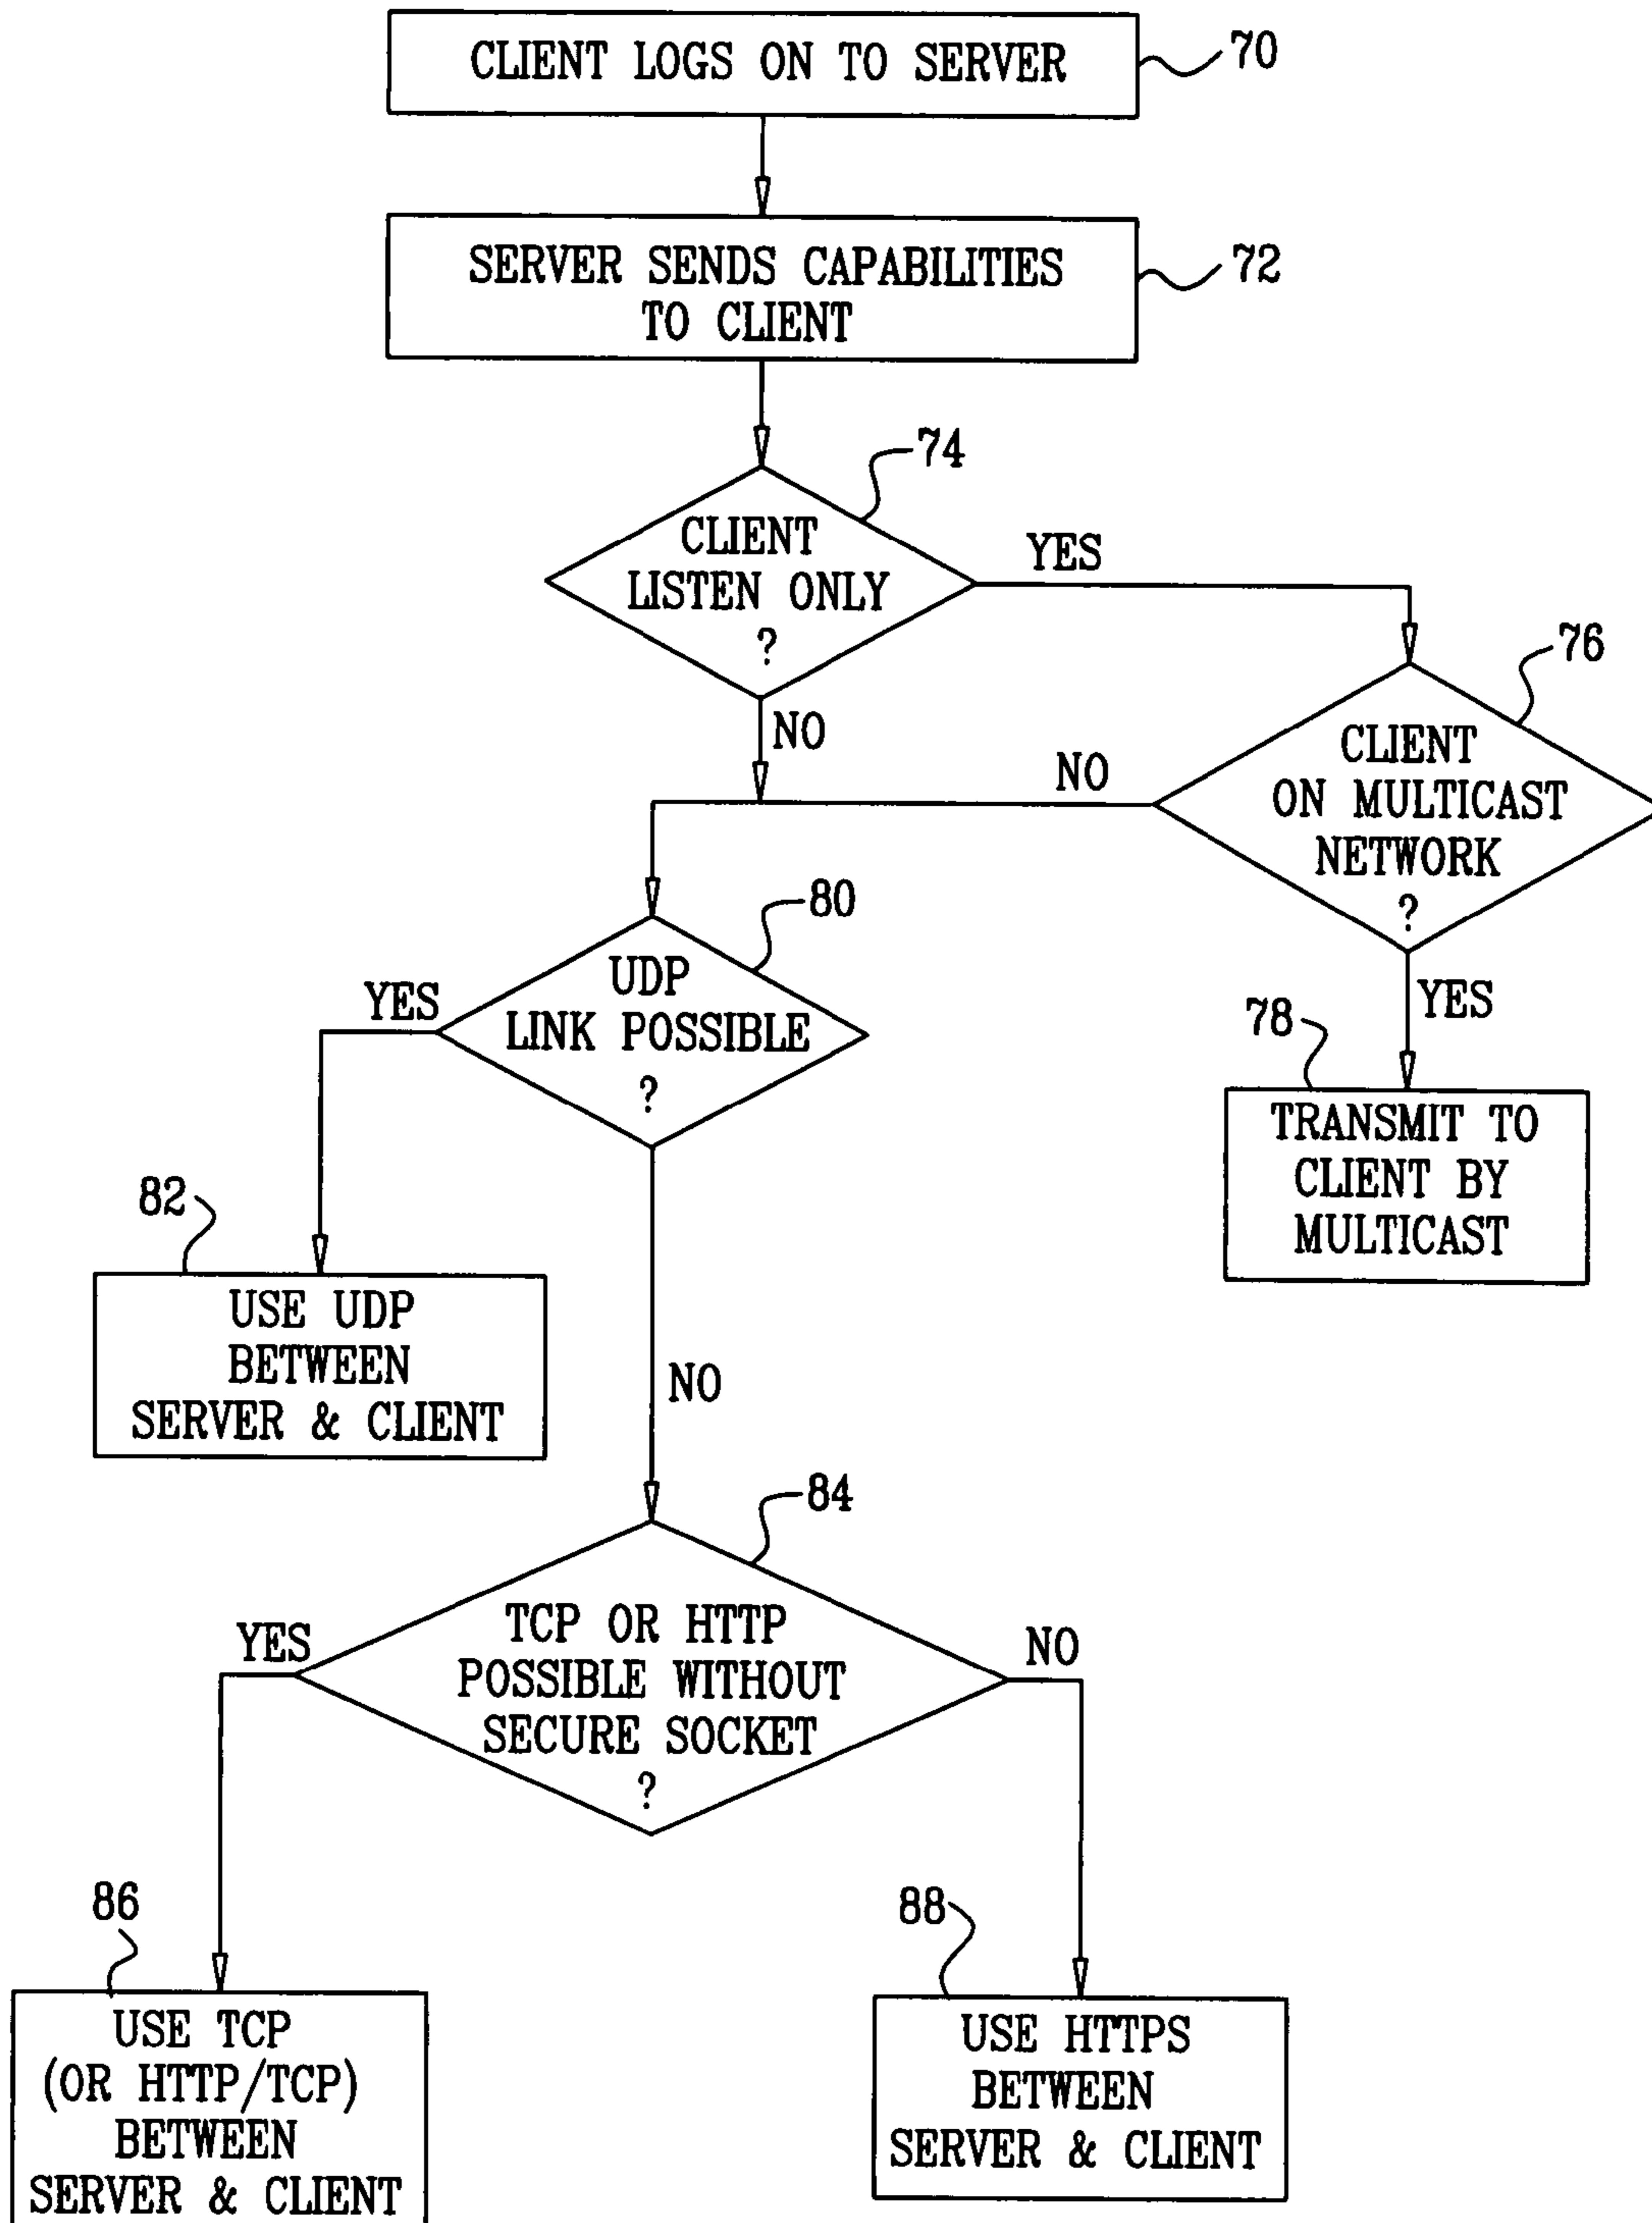 CLIENT LOGS ON TO SERVER
70
SERVER SENDS CAPABILITIES
TO CLIENT
72
74
CLIENT
LISTEN ONLY
?
YES
NO
76
CLIENT
ON MULTICAST
NETWORK
?
NO
YES
78
TRANSMIT TO
CLIENT BY
MULTICAST
80
UDP
LINK POSSIBLE
?
YES
NO
82
USE UDP
BETWEEN
SERVER & CLIENT
84
TCP OR HTTP
POSSIBLE WITHOUT
SECURE SOCKET
?
YES
NO
86
USE TCP
(OR HTTP/TCP)
BETWEEN
SERVER & CLIENT
88
USE HTTPS
BETWEEN
SERVER & CLIENT